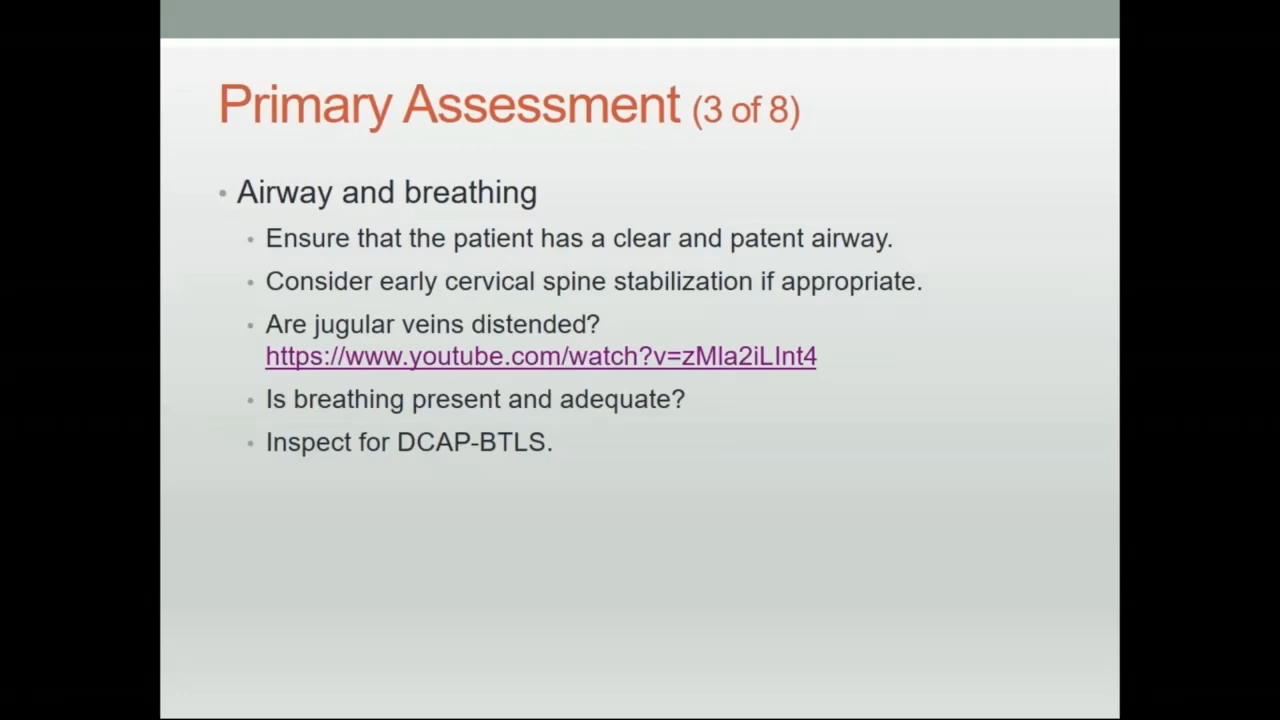 Primary Assessment (3 of 8)
• Airway and breathing
• Ensure that the patient has a clear and patent airway.
• Consider early cervical spine stabilization if appropriate.
• Are jugular veins distended?
https://www.youtube.com/watch?v=zMla2iLInt4
• Is breathing present and adequate?
• Inspect for DCAP-BTLS.